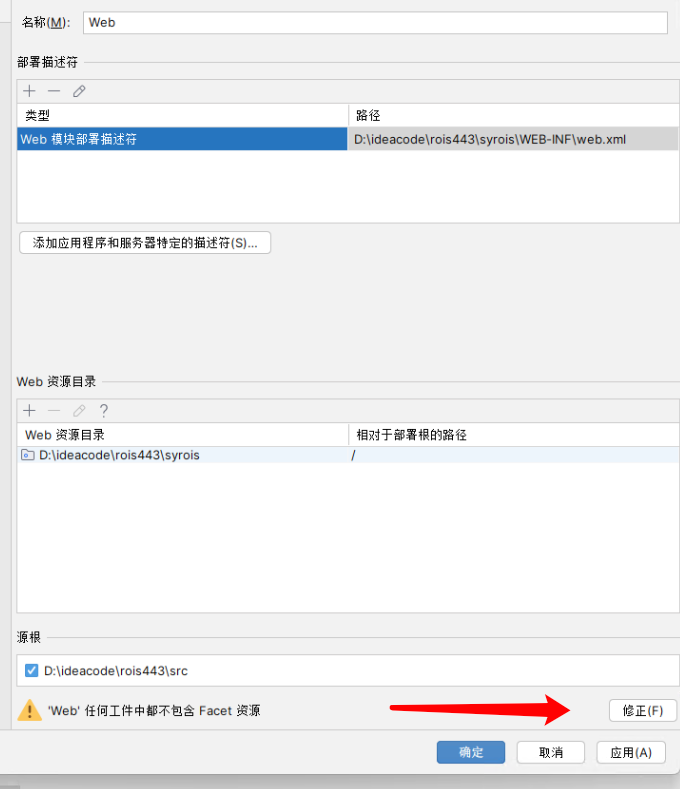 名称(M): Web
部署描述符
类型 路径
Web 模块部署描述符 D:\ideacode\rois443\syrois\WEB-INF\web.xml
添加应用程序和服务器特定的描述符(S)...
Web 资源目录
Web 资源目录 相对于部署根的路径
D:\ideacode\rois443\syrois /
源根
D:\ideacode\rois443\src
'Web' 任何工件中都不包含 Facet 资源 修正(F)
确定 取消 应用(A)